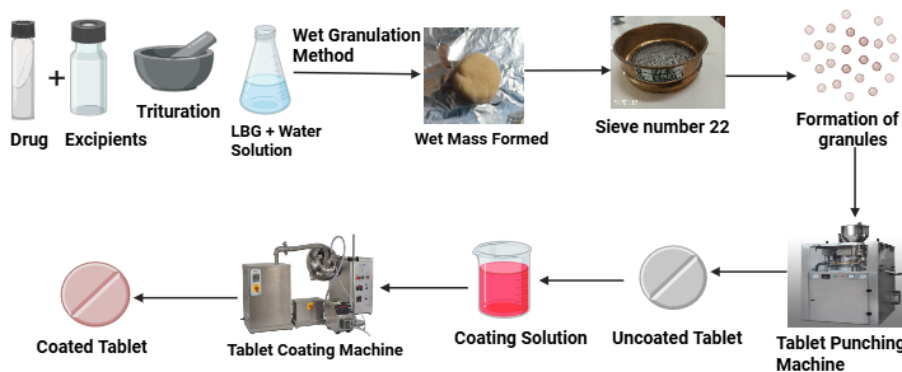 Wet Granulation
Method
+
Drug
Excipients
Trituration
LBG + Water
Solution
Wet Mass Formed
Sieve number 22
Formation of
granules
Coated Tablet
Tablet Coating Machine
Coating Solution
Uncoated Tablet
Tablet Punching
Machine